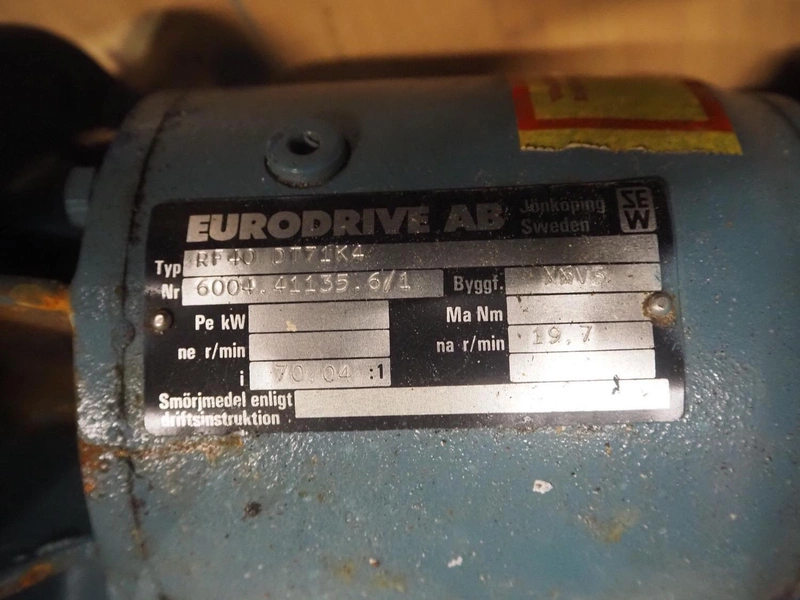 EURODRIVE AB Jönköping Sweden
SEW
Typ RF40 DT71K4
Nr 6004.41135.6/1 Byggf.
Pe kW Ma Nm
ne r/min na r/min 19,7
i 70.04 :1
Smörjmedel enligt
driftsinstruktion